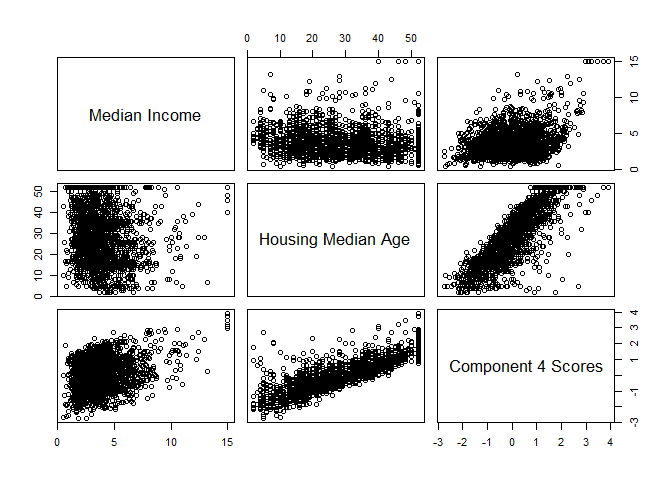 0 10 20 30 40 50
Median Income
0 5 10 15
0 10 20 30 40 50
Housing Median Age
Component 4 Scores
-3 -1 1 2 3 4
0 5 10 15
-3 -2 -1 0 1 2 3 4